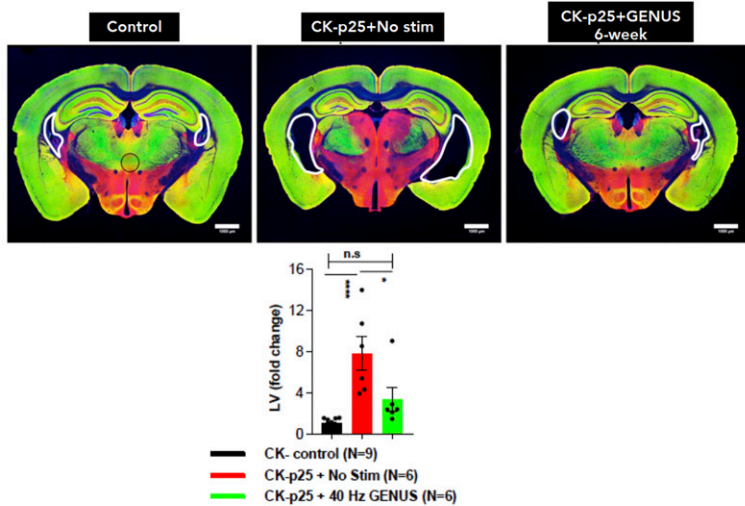 Control
CK-p25+No stim
CK-p25+GENUS
6-week
1000 µm
1000 µm
1000 µm
n.s
****
*
16
12
8
4
0
LV (fold change)
CK- control (N=9)
CK-p25 + No Stim (N=6)
CK-p25 + 40 Hz GENUS (N=6)